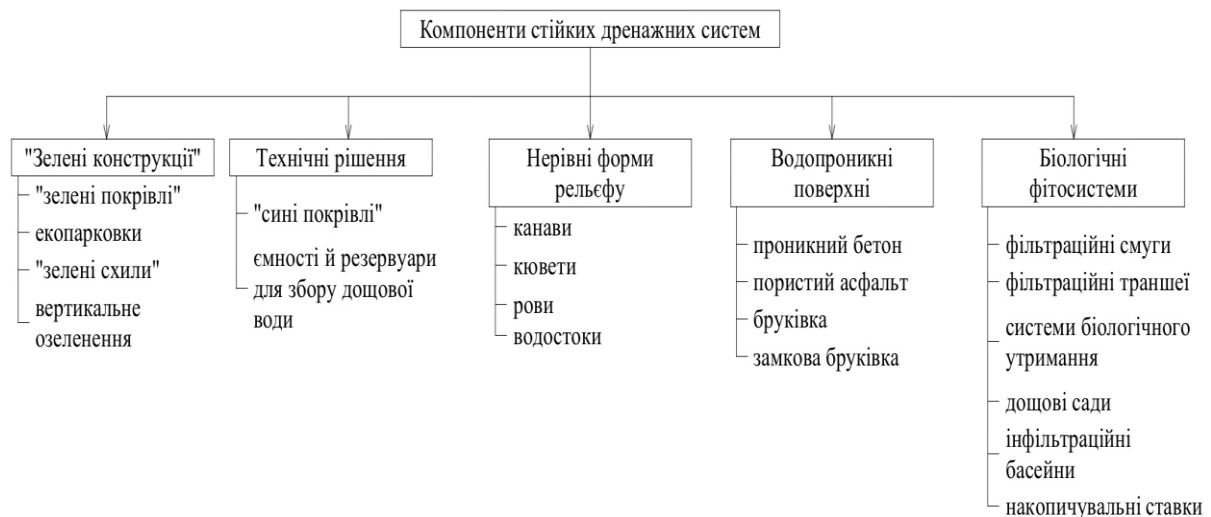 Компоненти стійких дренажних систем
"Зелені конструкції"
"зелені покрівлі"
екопарковки
"зелені схили"
вертикальне
озеленення
Технічні рішення
"сині покрівлі"
ємності й резервуари
для збору дощової
води
Нерівні форми
рельєфу
канави
кювети
рови
водостоки
Водопроникні
поверхні
проникний бетон
пористий асфальт
бруківка
замкова бруківка
Біологічні
фітосистеми
фільтраційні смуги
фільтраційні траншеї
системи біологічного
утримання
дощові сади
інфільтраційні
басейни
накопичувальні ставки